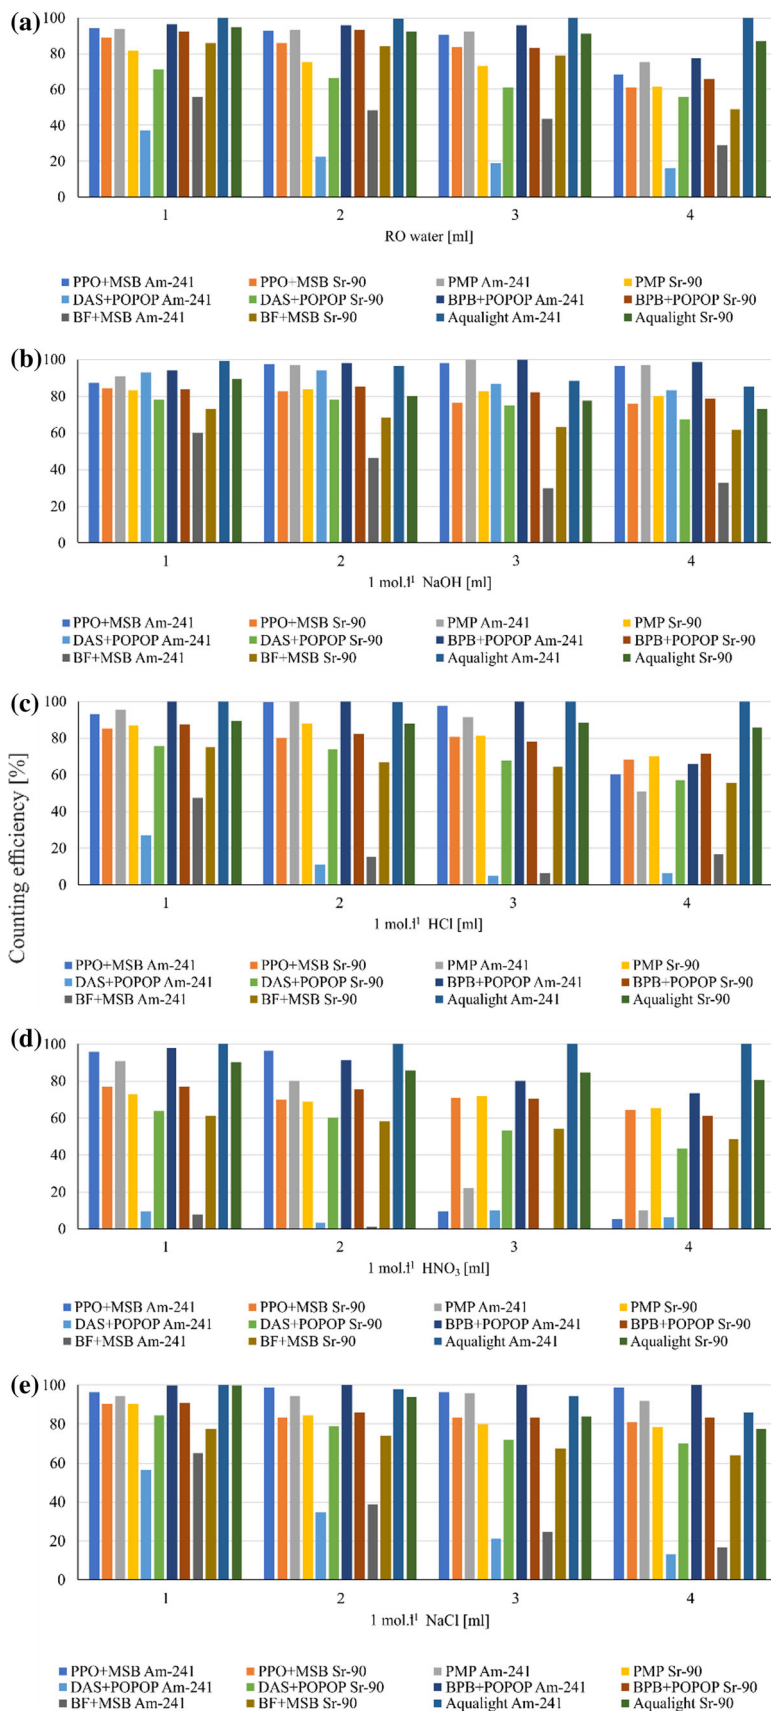 Counting efficiency [%]
(a)
100
80
60
40
20
0
1 2 3 4
RO water [ml]
PPO+MSB Am-241 PPO+MSB Sr-90 PMP Am-241 PMP Sr-90
DAS+POPOP Am-241 DAS+POPOP Sr-90 BPB+POPOP Am-241 BPB+POPOP Sr-90
BF+MSB Am-241 BF+MSB Sr-90 Aqualight Am-241 Aqualight Sr-90
(b)
100
80
60
40
20
0
1 2 3 4
1 mol.l¹ NaOH [ml]
PPO+MSB Am-241 PPO+MSB Sr-90 PMP Am-241 PMP Sr-90
DAS+POPOP Am-241 DAS+POPOP Sr-90 BPB+POPOP Am-241 BPB+POPOP Sr-90
BF+MSB Am-241 BF+MSB Sr-90 Aqualight Am-241 Aqualight Sr-90
(c)
100
80
60
40
20
0
1 2 3 4
1 mol.l¹ HCl [ml]
PPO+MSB Am-241 PPO+MSB Sr-90 PMP Am-241 PMP Sr-90
DAS+POPOP Am-241 DAS+POPOP Sr-90 BPB+POPOP Am-241 BPB+POPOP Sr-90
BF+MSB Am-241 BF+MSB Sr-90 Aqualight Am-241 Aqualight Sr-90
(d)
100
80
60
40
20
0
1 2 3 4
1 mol.l¹ HNO₃ [ml]
PPO+MSB Am-241 PPO+MSB Sr-90 PMP Am-241 PMP Sr-90
DAS+POPOP Am-241 DAS+POPOP Sr-90 BPB+POPOP Am-241 BPB+POPOP Sr-90
BF+MSB Am-241 BF+MSB Sr-90 Aqualight Am-241 Aqualight Sr-90
(e)
100
80
60
40
20
0
1 2 3 4
1 mol.l¹ NaCl [ml]
PPO+MSB Am-241 PPO+MSB Sr-90 PMP Am-241 PMP Sr-90
DAS+POPOP Am-241 DAS+POPOP Sr-90 BPB+POPOP Am-241 BPB+POPOP Sr-90
BF+MSB Am-241 BF+MSB Sr-90 Aqualight Am-241 Aqualight Sr-90